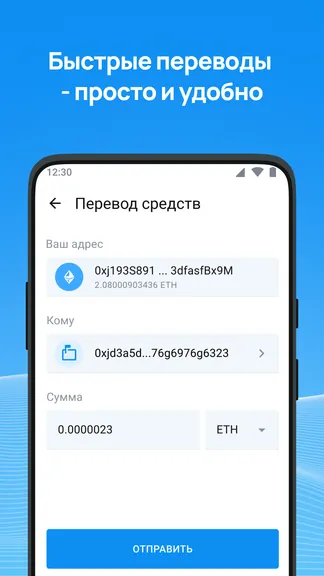 Быстрые переводы
- просто и удобно
12:30
Перевод средств
Ваш адрес
0xj193S891 ... 3dfasfBx9M
2.08000903436 ETH
Кому
0xjd3a5d...76g6976g6323
Сумма
0.0000023
ETH
ОТПРАВИТЬ